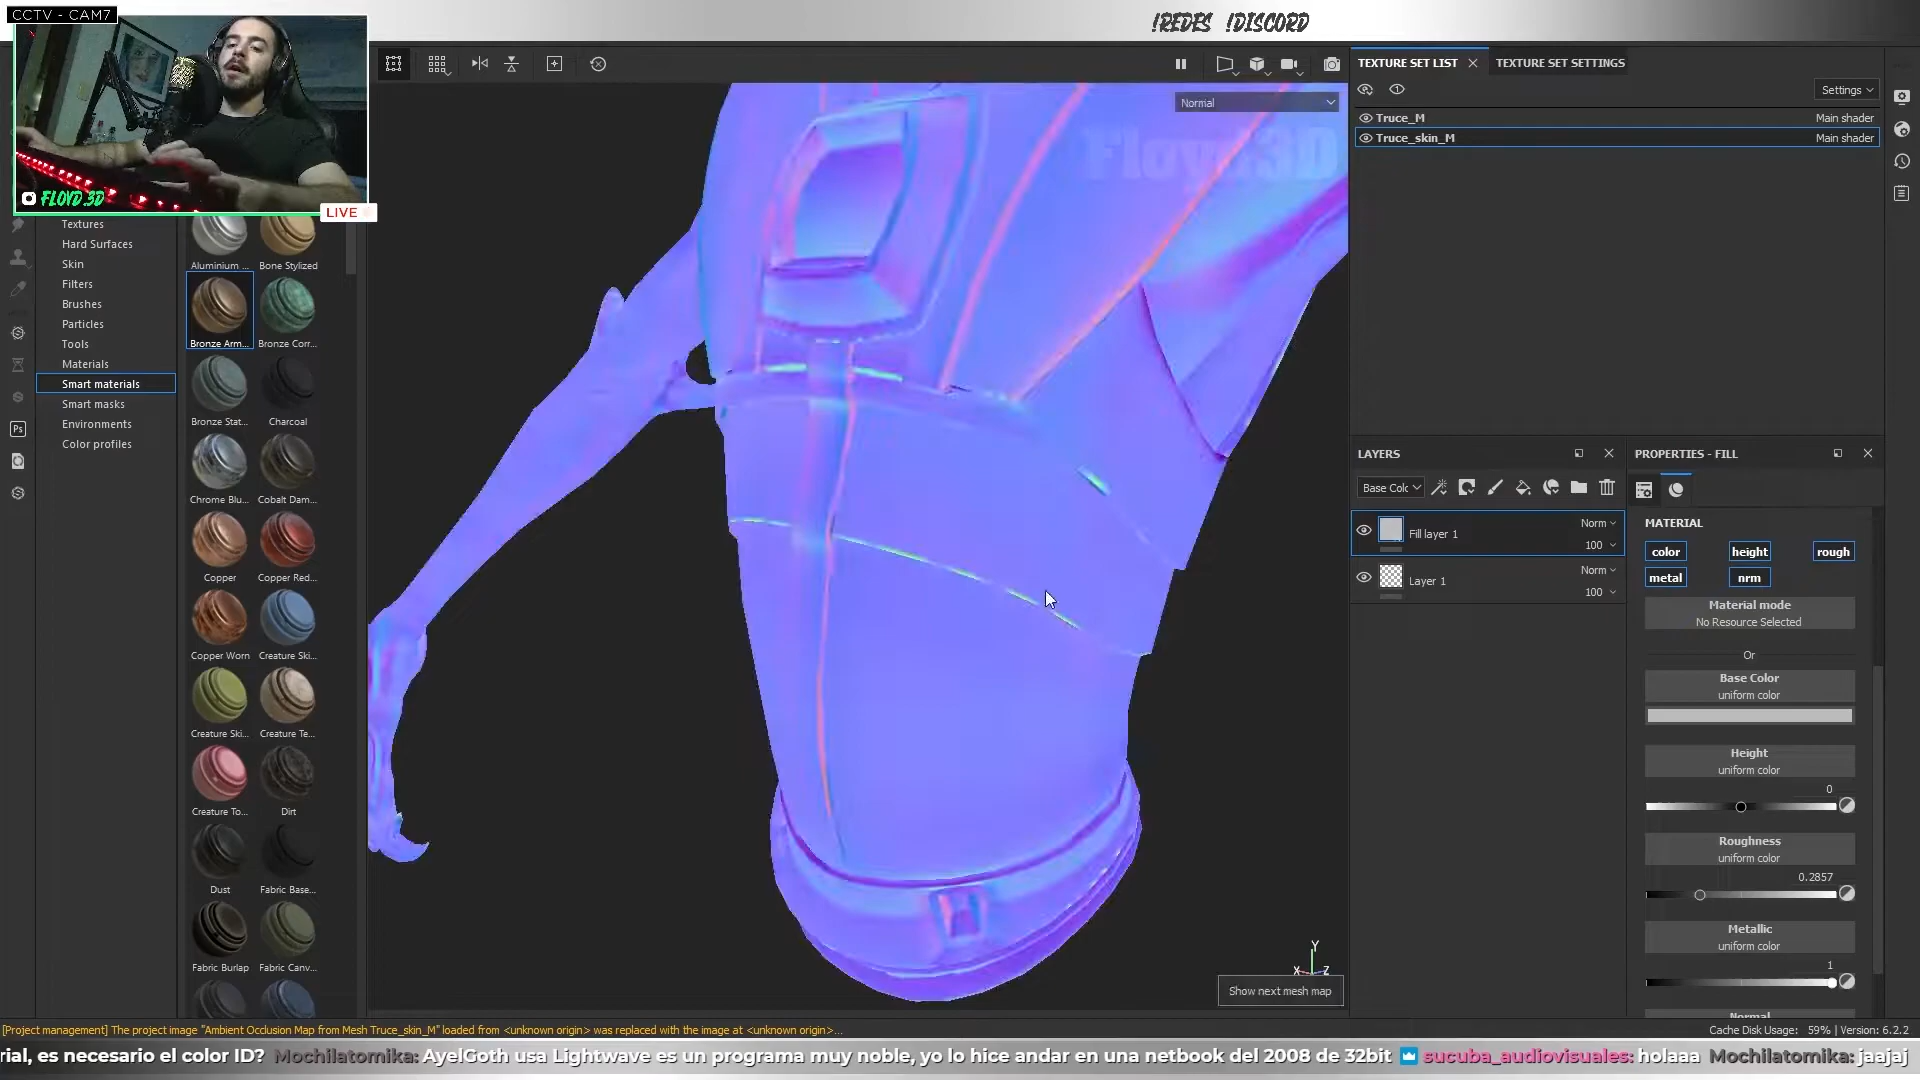 CCTV - CAM7
!REDES !DISCORD
FLOYD.3D
LIVE
Normal
Floyd3D
TEXTURE SET LIST
TEXTURE SET SETTINGS
Settings
Truce_M
Main shader
Truce_skin_M
Main shader
Textures
Hard Surfaces
Skin
Filters
Brushes
Particles
Tools
Materials
Smart materials
Smart masks
Environments
Color profiles
Aluminium ...
Bone Stylized
Bronze Arm...
Bronze Corr...
Bronze Stat...
Charcoal
Chrome Blu...
Cobalt Dam...
Copper
Copper Red...
Copper Worn
Creature Ski...
Creature Ski...
Creature Te...
Creature To...
Dirt
Dust
Fabric Base...
Fabric Burlap
Fabric Canv...
Ps
LAYERS
Base Colc
Fill layer 1
Norm
100
Layer 1
Norm
100
PROPERTIES - FILL
MATERIAL
color
height
rough
metal
nrm
Material mode
No Resource Selected
Or
Base Color
uniform color
Height
uniform color
0
Roughness
uniform color
0.2857
Metallic
uniform color
1
Normal
Y
X
Z
Show next mesh map
[Project management] The project image "Ambient Occlusion Map from Mesh Truce_skin_M" loaded from <unknown origin> was replaced with the image at <unknown origin>...
Cache Disk Usage: 59% | Version: 6.2.2
rial, es necesario el color ID? Mochilatomika: AyelGoth usa Lightwave es un programa muy noble, yo lo hice andar en una netbook del 2008 de 32bit sucuba_audiovisuales: holaaa Mochilatomika: jaajaj